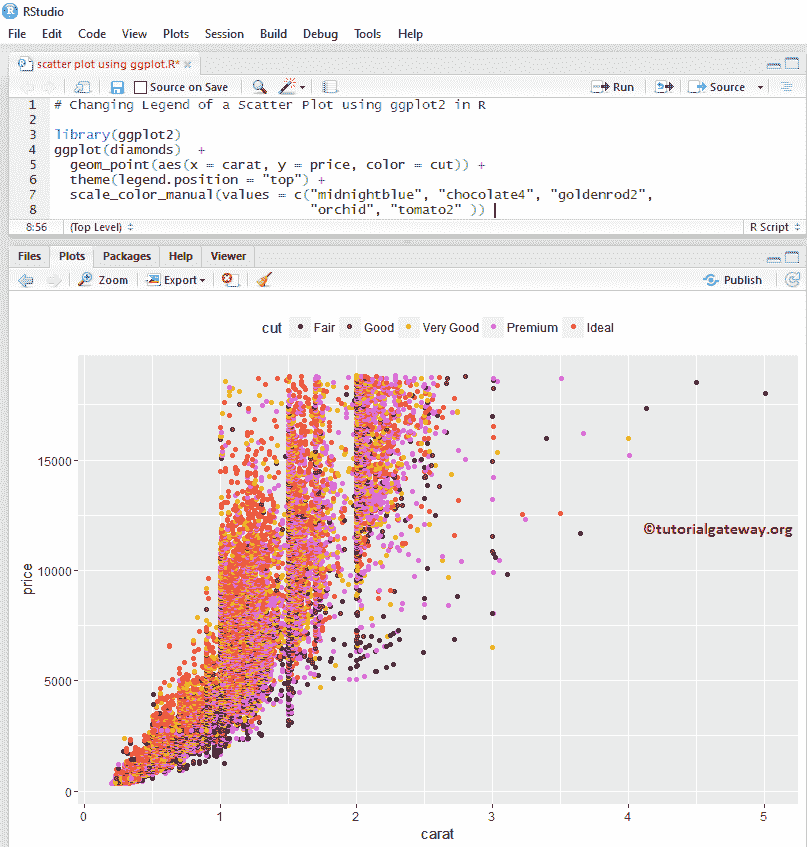 RStudio
File Edit Code View Plots Session Build Debug Tools Help
scatter plot using ggplot.R*
Source on Save Run Source
1 # Changing Legend of a Scatter Plot using ggplot2 in R
2
3 library(ggplot2)
4 ggplot(diamonds) +
5 geom_point(aes(x = carat, y = price, color = cut)) +
6 theme(legend.position = "top") +
7 scale_color_manual(values = c("midnightblue", "chocolate4", "goldenrod2",
8 "orchid", "tomato2" ))
8:56 (Top Level) R Script
Files Plots Packages Help Viewer
Zoom Export Publish
cut Fair Good Very Good Premium Ideal
15000
©tutorialgateway.org
10000
price
5000
0
0 1 2 3 4 5
carat